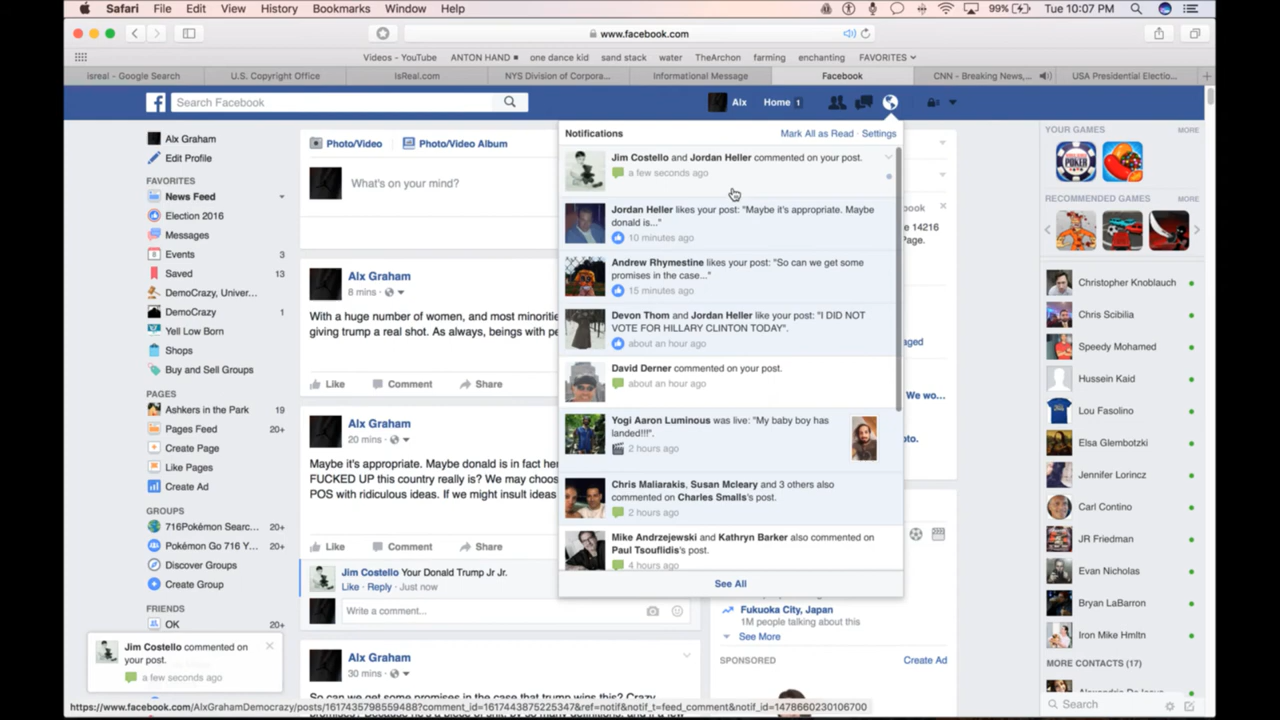 Safari File Edit View History Bookmarks Window Help 99% Tue 10:07 PM
www.facebook.com
Videos - YouTube ANTON HAND ■ one dance kid sand stack water TheArchon farming enchanting FAVORITES
isreal - Google Search U.S. Copyright Office IsReal.com NYS Division of Corpora... Informational Message Facebook CNN - Breaking News,... USA Presidential Electio...
Search Facebook Alx Home 1
Alx Graham
Edit Profile
FAVORITES
News Feed
Election 2016
Messages
Events 3
Saved 13
DemoCrazy, Univer...
DemoCrazy 1
Yell Low Born
Shops
Buy and Sell Groups
PAGES
Ashkers in the Park 19
Pages Feed 20+
Create Page
Like Pages
Create Ad
GROUPS
716Pokémon Searc... 20+
Pokémon Go 716 Y... 20+
Discover Groups
Create Group
FRIENDS
OK 20+
Jim Costello commented on
your post.
a few seconds ago
Photo/Video Photo/Video Album
What's on your mind?
Alx Graham
8 mins
With a huge number of women, and most minoritie
giving trump a real shot. As always, beings with pe
Like Comment Share
Alx Graham
20 mins
Maybe it's appropriate. Maybe donald is in fact her
FUCKED UP this country really is? We may choos
POS with ridiculous ideas. If we might insult ideas
Like Comment Share
Jim Costello Your Donald Trump Jr Jr.
Like · Reply · Just now
Write a comment...
Alx Graham
30 mins
So can we get some promises in the case that trump wins this? Crazy
Notifications Mark All as Read · Settings
Jim Costello and Jordan Heller commented on your post.
a few seconds ago
Jordan Heller likes your post: "Maybe it's appropriate. Maybe
donald is..."
10 minutes ago
Andrew Rhymestine likes your post: "So can we get some
promises in the case..."
15 minutes ago
Devon Thom and Jordan Heller like your post: "I DID NOT
VOTE FOR HILLARY CLINTON TODAY".
about an hour ago
David Derner commented on your post.
about an hour ago
Yogi Aaron Luminous was live: "My baby boy has
landed!!!".
2 hours ago
Chris Maliarakis, Susan Mcleary and 3 others also
commented on Charles Smalls's post.
2 hours ago
Mike Andrzejewski and Kathryn Barker also commented on
Paul Tsouflidis's post.
4 hours ago
See All
book
e 14216
Page.
aged
We wo...
oto.
Fukuoka City, Japan
1M people talking about this
See More
SPONSORED Create Ad
YOUR GAMES MORE
RECOMMENDED GAMES MORE
Christopher Knoblauch
Chris Scibilia
Speedy Mohamed
Hussein Kaid
Lou Fasolino
Elsa Glembotzki
Jennifer Lorincz
Carl Contino
JR Friedman
Evan Nicholas
Bryan LaBarron
Iron Mike Hmltn
MORE CONTACTS (17)
Search
https://www.facebook.com/AlxGrahamDemocrazy/posts/1617435798559488?comment_id=1617443875225347&ref=notif&notif_t=feed_comment&notif_id=1478660230106700